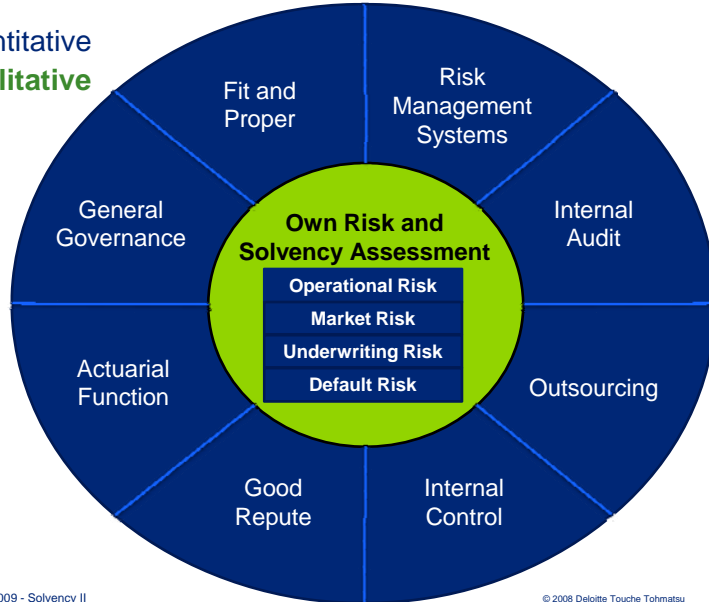 ntitative
litative
Fit and
Proper
Risk
Management
Systems
General
Governance
Internal
Audit
Own Risk and
Solvency Assessment
Operational Risk
Market Risk
Underwriting Risk
Default Risk
Actuarial
Function
Outsourcing
Good
Repute
Internal
Control
009 - Solvency II
© 2008 Deloitte Touche Tohmatsu